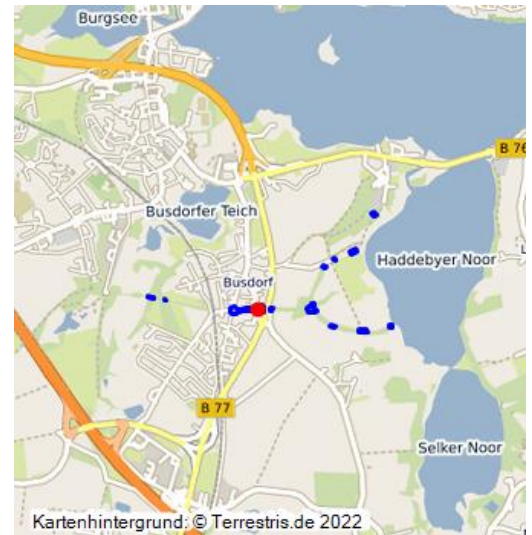 Burgsee
B 76
Busdorfer Teich
Haddebyer Noor
Busdorf
B 77
Selker Noor
Kartenhintergrund: © Terrestris.de 2022